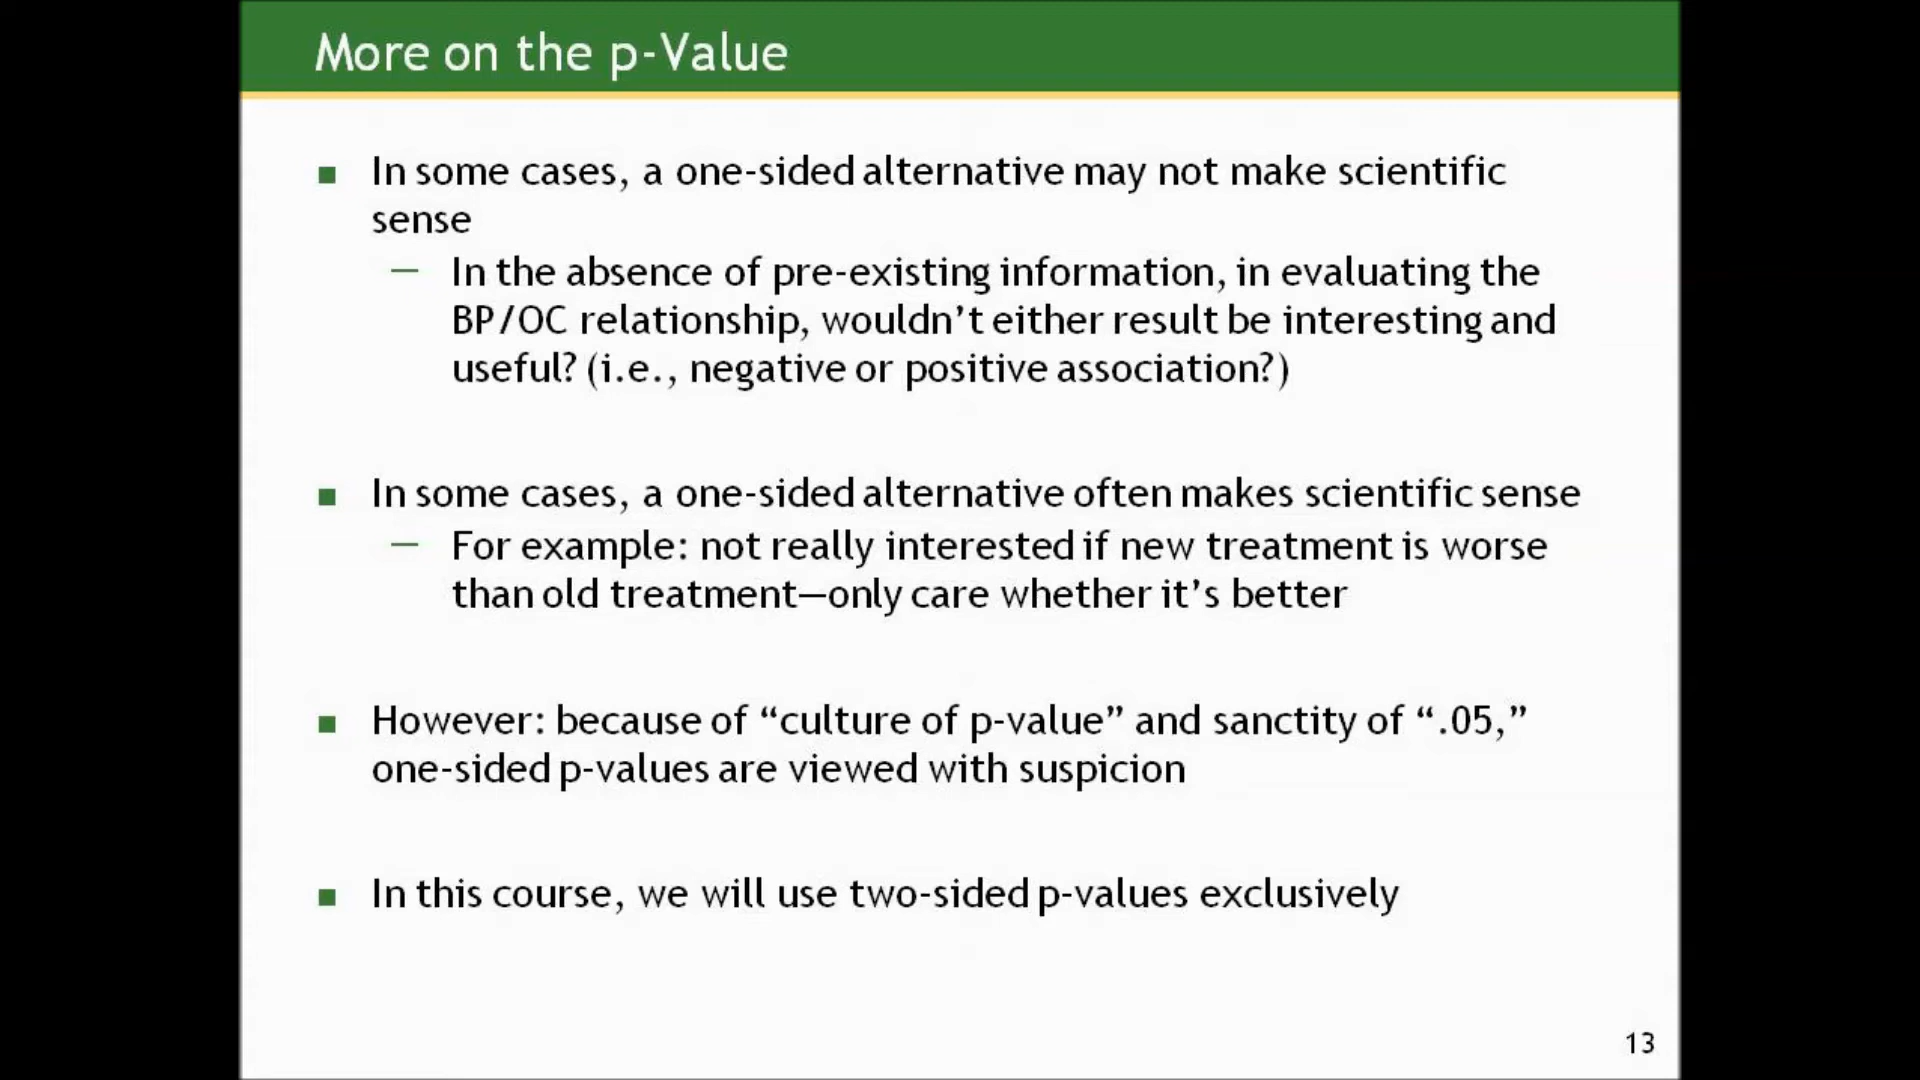 More on the p-Value
In some cases, a one-sided alternative may not make scientific
sense
— In the absence of pre-existing information, in evaluating the
BP/OC relationship, wouldn’t either result be interesting and
useful? (i.e., negative or positive association?)
In some cases, a one-sided alternative often makes scientific sense
— For example: not really interested if new treatment is worse
than old treatment—only care whether it’s better
However: because of “culture of p-value” and sanctity of “.05,”
one-sided p-values are viewed with suspicion
In this course, we will use two-sided p-values exclusively
13